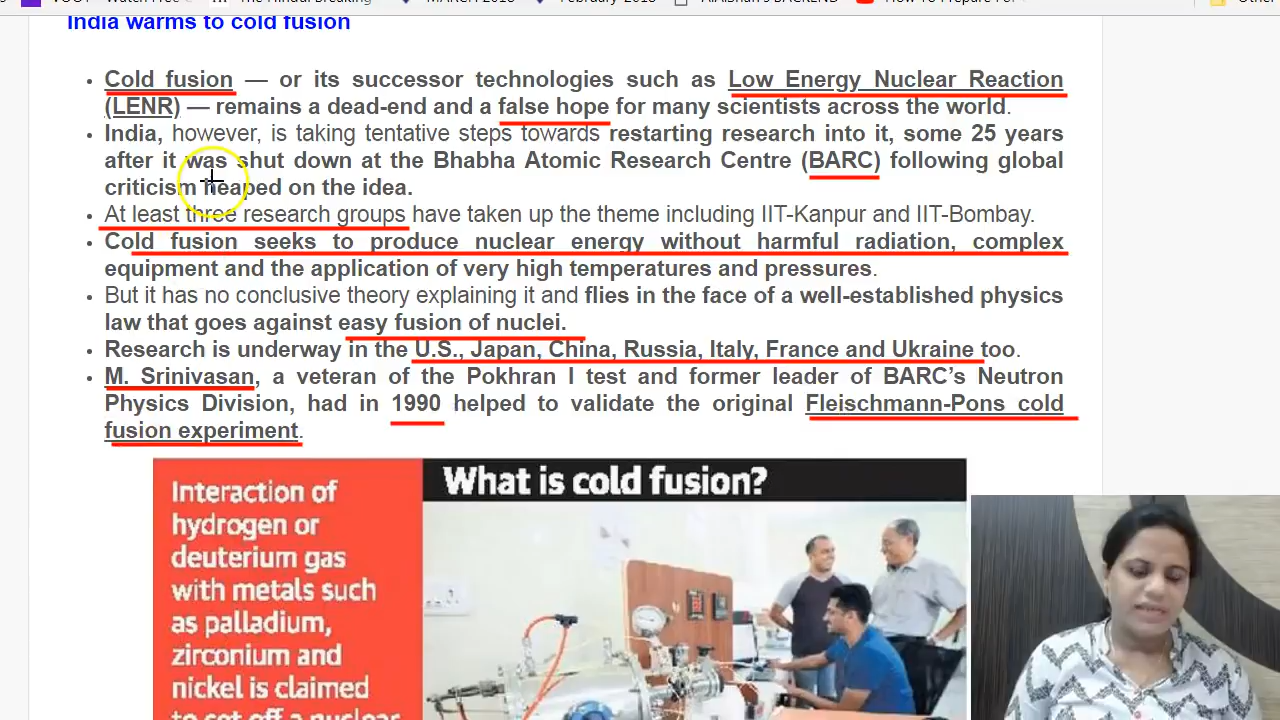 India warms to cold fusion
• Cold fusion — or its successor technologies such as Low Energy Nuclear Reaction
(LENR) — remains a dead-end and a false hope for many scientists across the world.
• India, however, is taking tentative steps towards restarting research into it, some 25 years
after it was shut down at the Bhabha Atomic Research Centre (BARC) following global
criticism heaped on the idea.
• At least three research groups have taken up the theme including IIT-Kanpur and IIT-Bombay.
• Cold fusion seeks to produce nuclear energy without harmful radiation, complex
equipment and the application of very high temperatures and pressures.
• But it has no conclusive theory explaining it and flies in the face of a well-established physics
law that goes against easy fusion of nuclei.
• Research is underway in the U.S., Japan, China, Russia, Italy, France and Ukraine too.
• M. Srinivasan, a veteran of the Pokhran I test and former leader of BARC's Neutron
Physics Division, had in 1990 helped to validate the original Fleischmann-Pons cold
fusion experiment.
What is cold fusion?
Interaction of
hydrogen or
deuterium gas
with metals such
as palladium,
zirconium and
nickel is claimed
to set off a nuclear